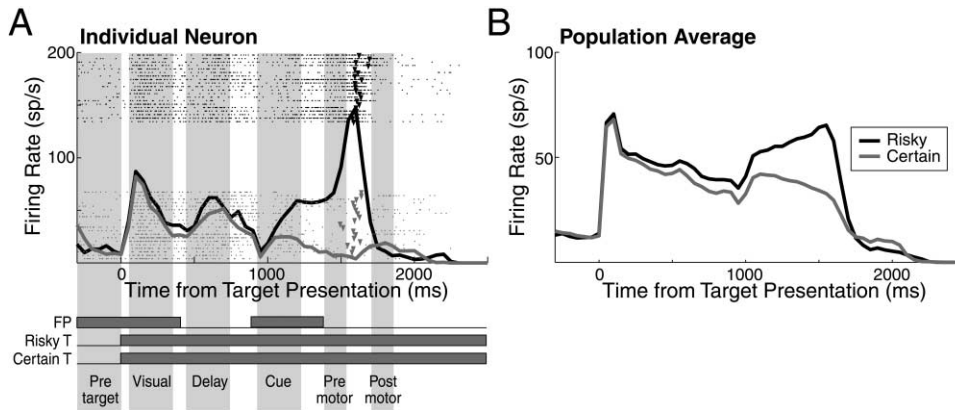 A
Individual Neuron
200
100
Firing Rate (sp/s)
0
1000
2000
Time from Target Presentation (ms)
FP
Risky T
Certain T
Pre target
Visual
Delay
Cue
Pre motor
Post motor
B
Population Average
100
50
Firing Rate (sp/s)
Risky
Certain
0
1000
2000
Time from Target Presentation (ms)